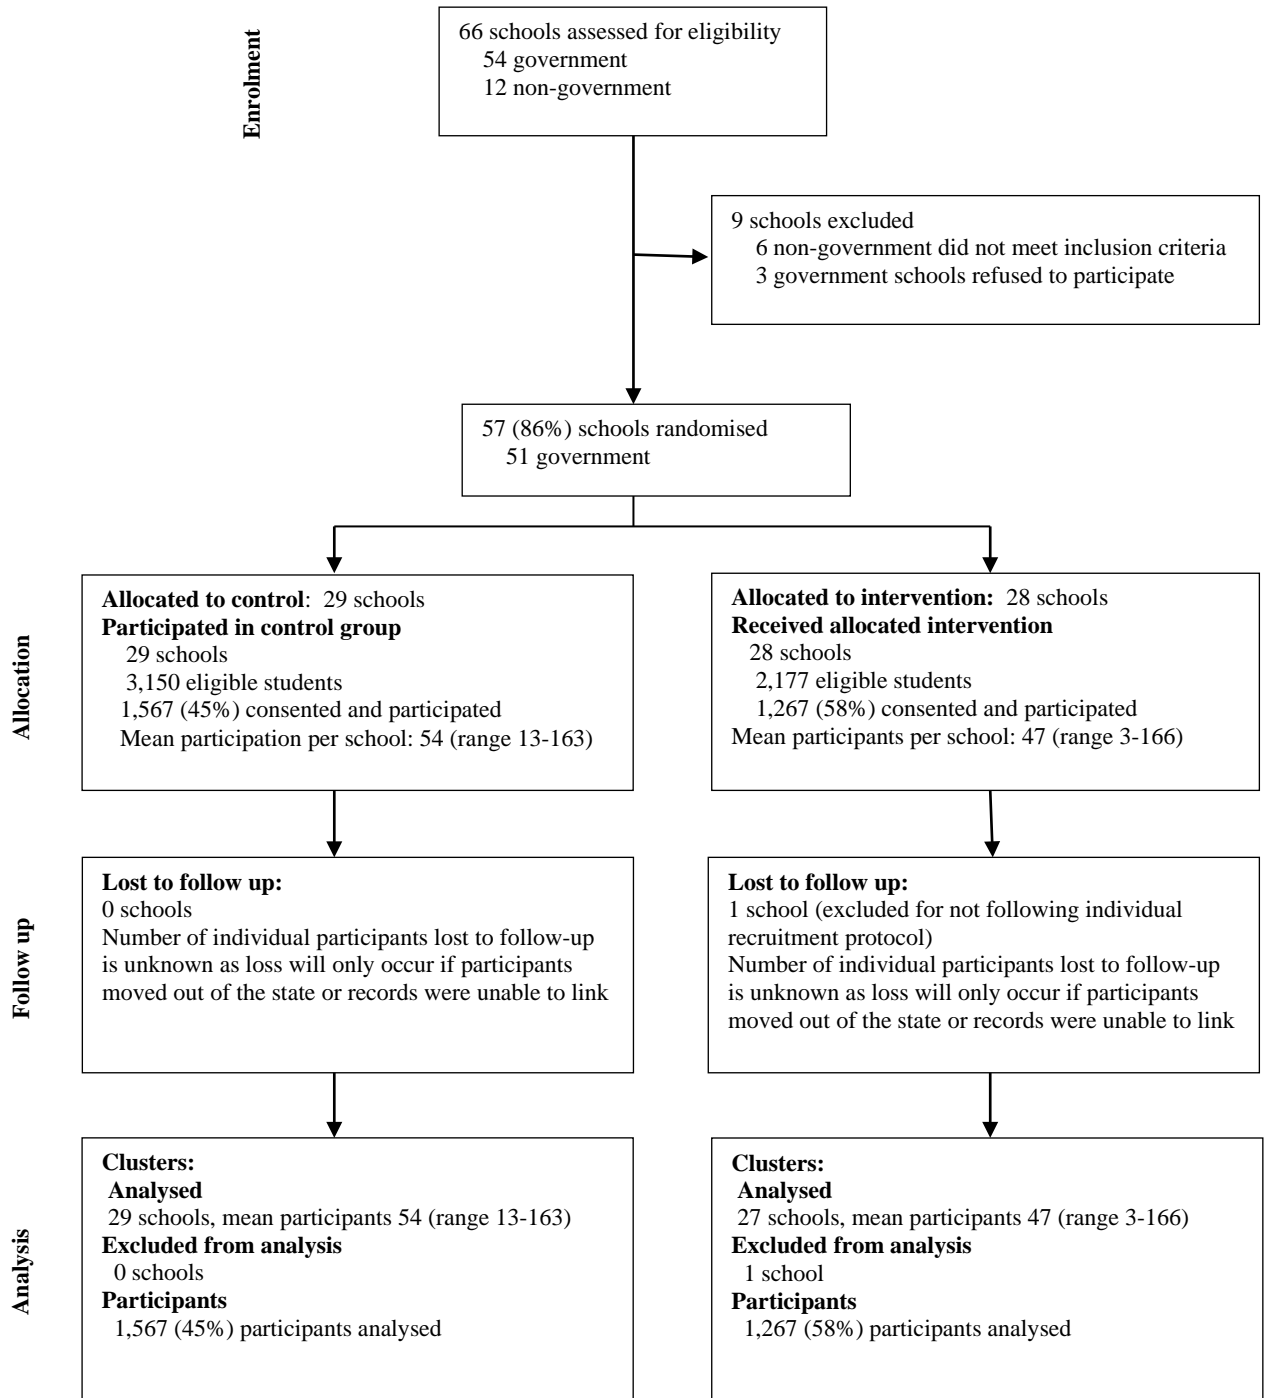 Enrolment
66 schools assessed for eligibility
54 government
12 non-government
9 schools excluded
6 non-government did not meet inclusion criteria
3 government schools refused to participate
57 (86%) schools randomised
51 government
Allocation
Allocated to control: 29 schools
Participated in control group
29 schools
3,150 eligible students
1,567 (45%) consented and participated
Mean participation per school: 54 (range 13-163)
Allocated to intervention: 28 schools
Received allocated intervention
28 schools
2,177 eligible students
1,267 (58%) consented and participated
Mean participants per school: 47 (range 3-166)
Follow up
Lost to follow up:
0 schools
Number of individual participants lost to follow-up
is unknown as loss will only occur if participants
moved out of the state or records were unable to link
Lost to follow up:
1 school (excluded for not following individual
recruitment protocol)
Number of individual participants lost to follow-up
is unknown as loss will only occur if participants
moved out of the state or records were unable to link
Analysis
Clusters:
Analysed
29 schools, mean participants 54 (range 13-163)
Excluded from analysis
0 schools
Participants
1,567 (45%) participants analysed
Clusters:
Analysed
27 schools, mean participants 47 (range 3-166)
Excluded from analysis
1 school
Participants
1,267 (58%) participants analysed